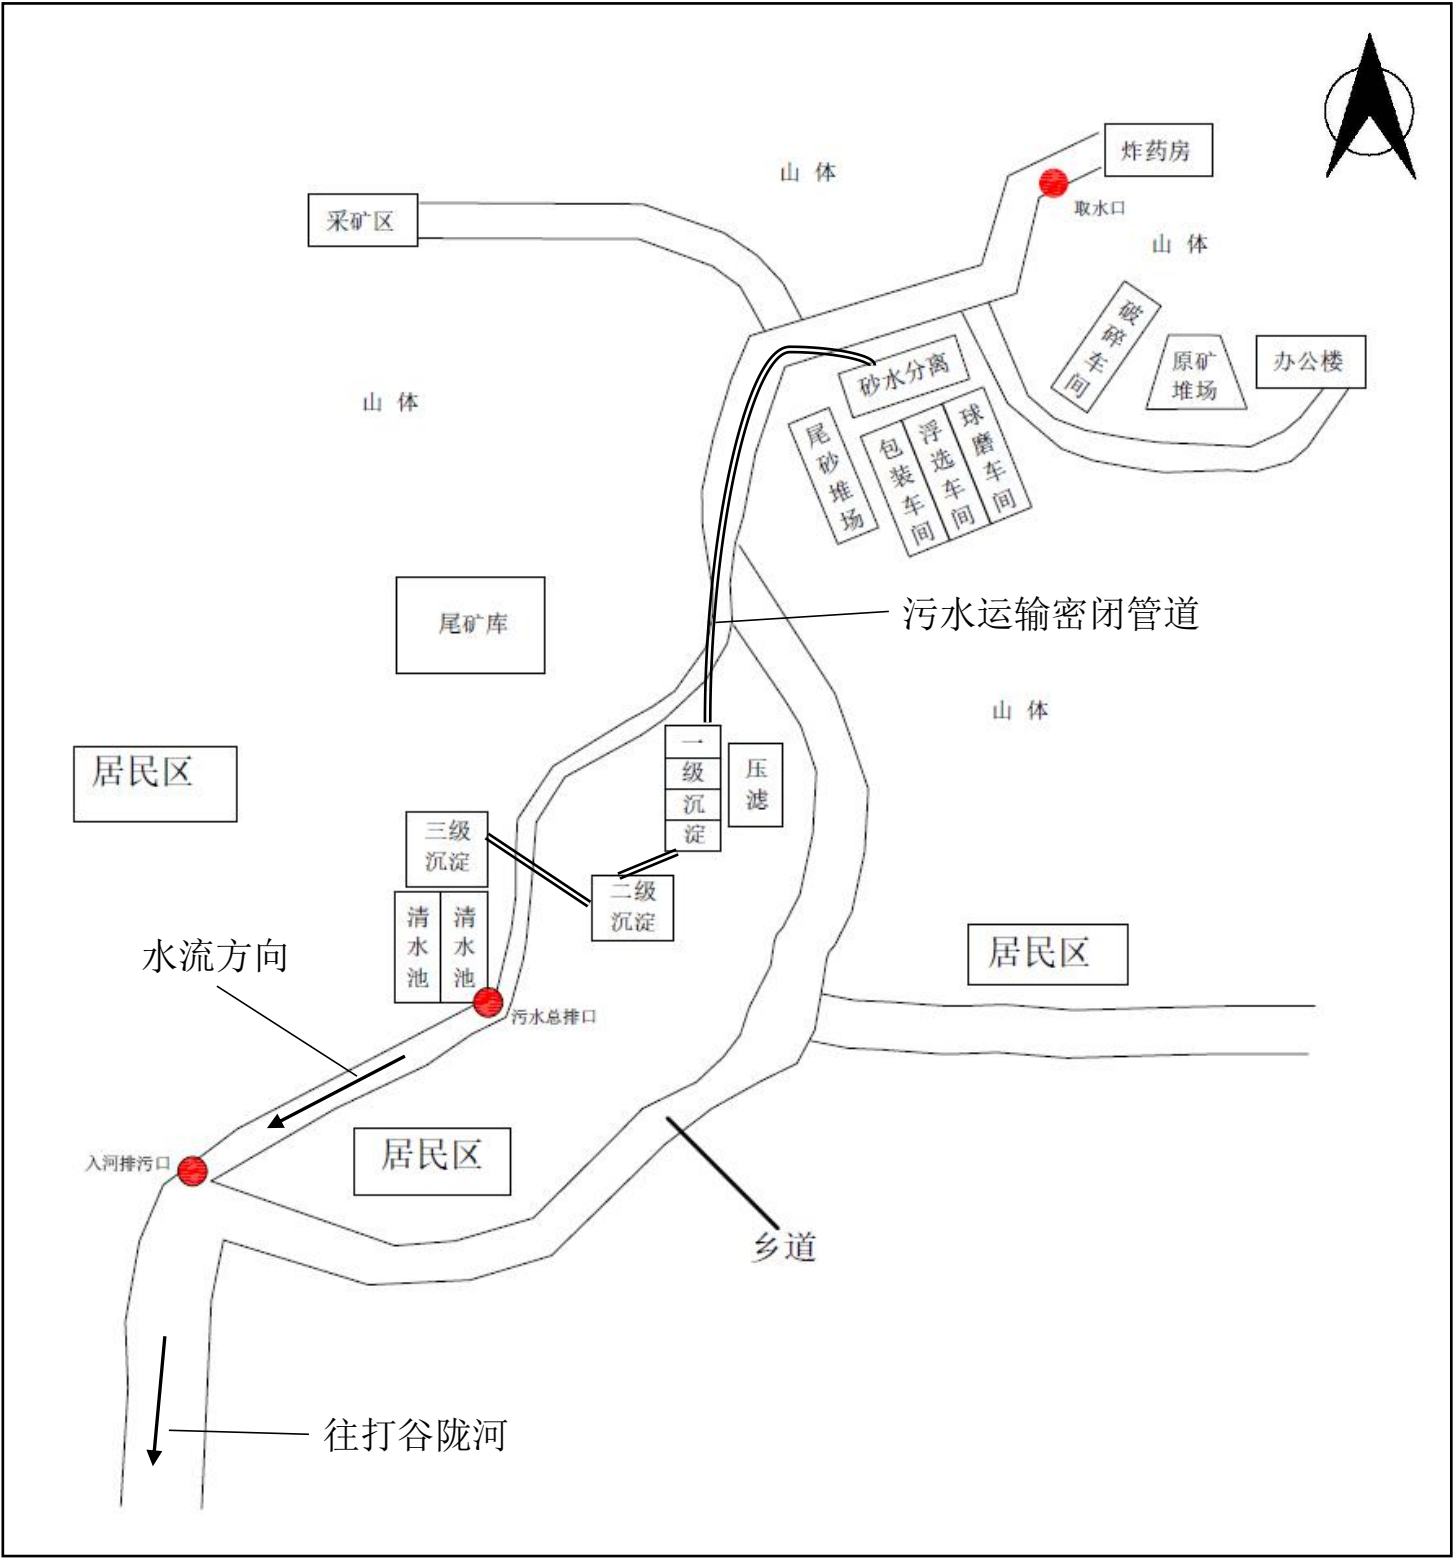 炸药房
山 体
取水口
采矿区
山 体
破碎车间
原矿
堆场
办公楼
砂水分离
山 体
尾砂堆场
包装车间
浮选车间
球磨车间
尾矿库
污水运输密闭管道
山 体
一级沉淀
压滤
居民区
三级
沉淀
二级
沉淀
清水池
清水池
水流方向
居民区
污水总排口
入河排污口
居民区
乡道
往打谷陇河